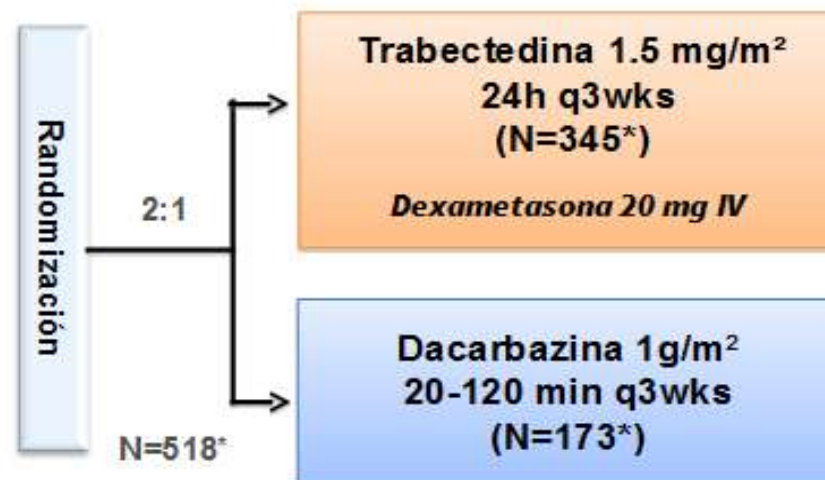 Randomización
2:1
N=518*
Trabectedina 1.5 mg/m²
24h q3wks
(N=345*)
Dexametasona 20 mg IV
Dacarbazina 1g/m²
20-120 min q3wks
(N=173*)